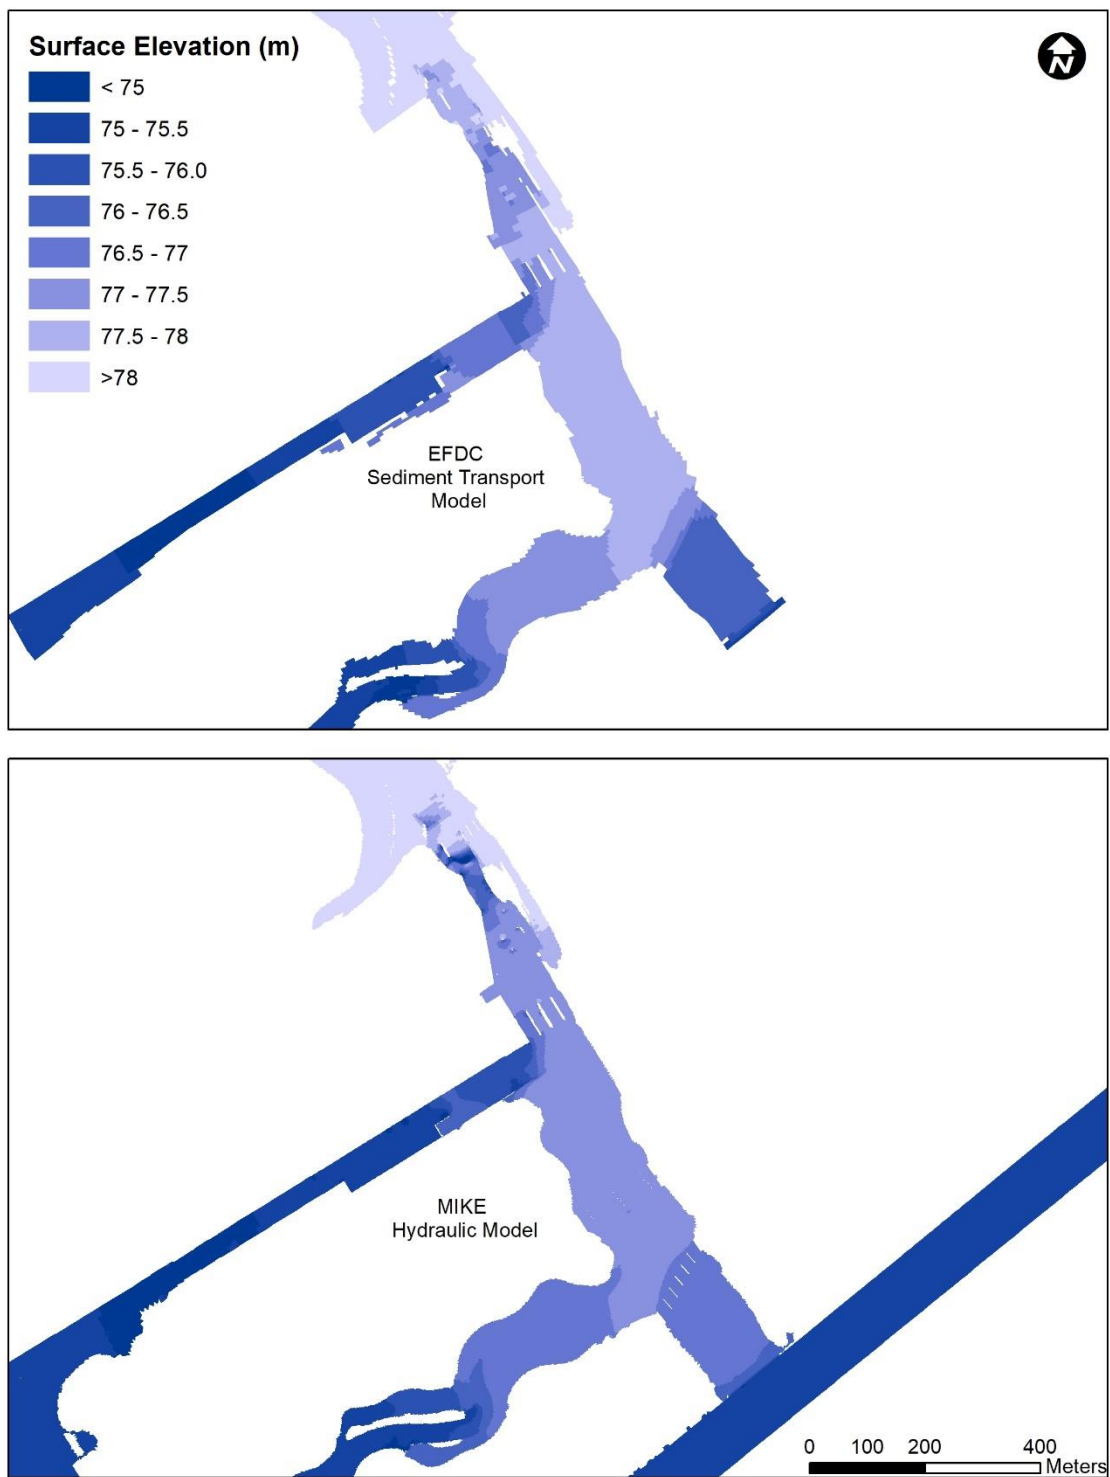 Surface Elevation (m)
< 75
75 - 75.5
75.5 - 76.0
76 - 76.5
76.5 - 77
77 - 77.5
77.5 - 78
>78
N
EFDC
Sediment Transport
Model
MIKE
Hydraulic Model
0 100 200 400
Meters